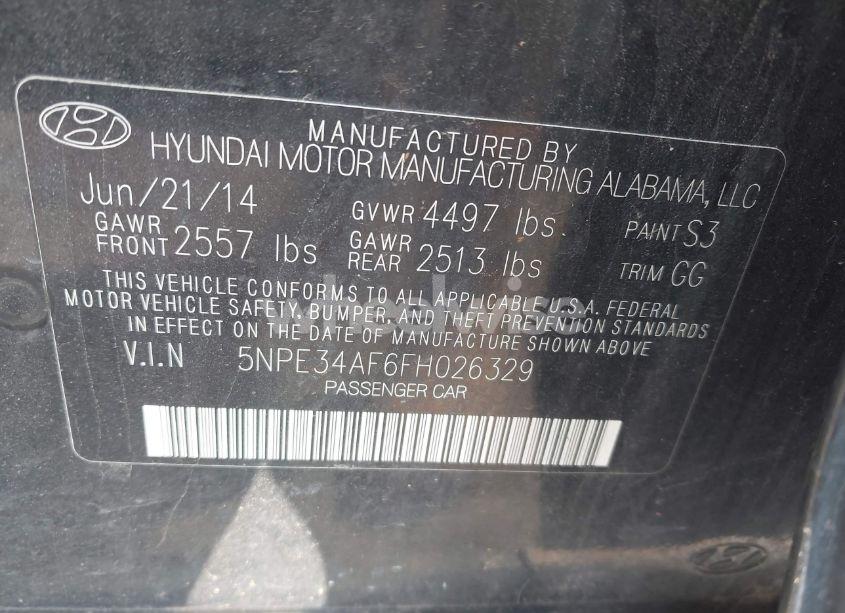 MANUFACTURED BY
HYUNDAI MOTOR MANUFACTURING ALABAMA, LLC
Jun/21/14 GVWR 4497 lbs. PAINT S3
GAWR FRONT 2557 lbs GAWR REAR 2513 lbs TRIM GG
THIS VEHICLE CONFORMS TO ALL APPLICABLE U.S.A. FEDERAL
MOTOR VEHICLE SAFETY, BUMPER, AND THEFT PREVENTION STANDARDS
IN EFFECT ON THE DATE OF MANUFACTURE SHOWN ABOVE
V.I.N 5NPE34AF6FH026329
PASSENGER CAR